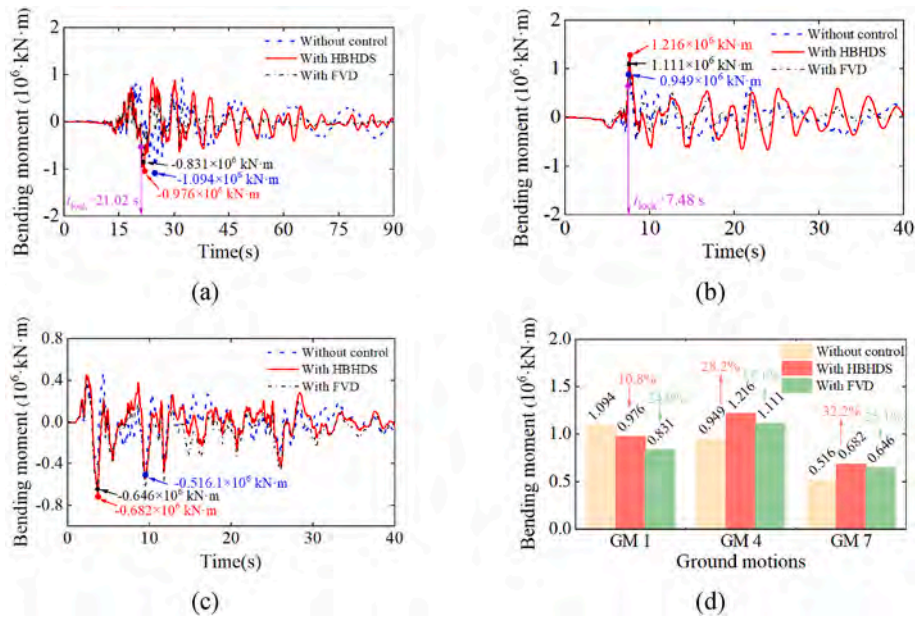 Bending moment (10⁶·kN·m)
2
1
0
-1
-2
Without control
With HBHDS
With FVD
-0.831×10⁶ kN·m
-1.094×10⁶ kN·m
-0.976×10⁶ kN·m
=21.02 s
0 15 30 45 60 75 90
Time(s)
(a)
Bending moment (10⁶·kN·m)
2
1
0
-1
-2
1.216×10⁶ kN·m
1.111×10⁶ kN·m
0.949×10⁶ kN·m
Without control
With HBHDS
With FVD
7.48 s
0 10 20 30 40
Time(s)
(b)
Bending moment (10⁶·kN·m)
0.8
0.4
0.0
-0.4
-0.8
Without control
With HBHDS
With FVD
-0.516.1×10⁶ kN·m
-0.646×10⁶ kN·m
-0.682×10⁶ kN·m
0 10 20 30 40
Time(s)
(c)
Bending moment (10⁶·kN·m)
2.0
1.5
1.0
0.5
0.0
Without control
With HBHDS
With FVD
10.8%
28.2%
32.2%
1.094 0.976 0.831
0.949 1.216 1.111
0.516 0.682 0.646
GM 1 GM 4 GM 7
Ground motions
(d)